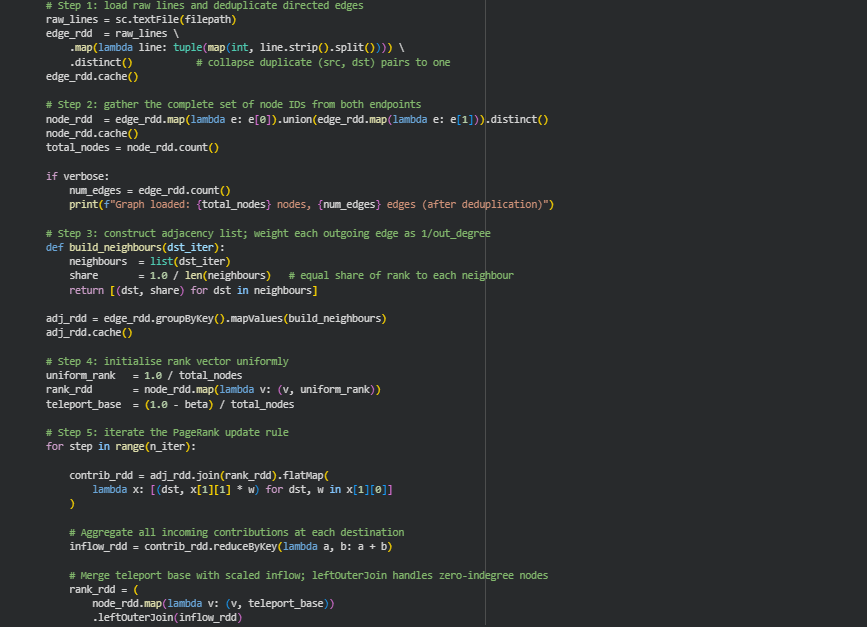 # Step 1: load raw lines and deduplicate directed edges
raw_lines = sc.textFile(filepath)
edge_rdd  = raw_lines \
    .map(lambda line: tuple(map(int, line.strip().split()))) \
    .distinct()           # collapse duplicate (src, dst) pairs to one
edge_rdd.cache()

# Step 2: gather the complete set of node IDs from both endpoints
node_rdd  = edge_rdd.map(lambda e: e[0]).union(edge_rdd.map(lambda e: e[1])).distinct()
node_rdd.cache()
total_nodes = node_rdd.count()

if verbose:
    num_edges = edge_rdd.count()
    print(f"Graph loaded: {total_nodes} nodes, {num_edges} edges (after deduplication)")

# Step 3: construct adjacency list; weight each outgoing edge as 1/out_degree
def build_neighbours(dst_iter):
    neighbours  = list(dst_iter)
    share       = 1.0 / len(neighbours)   # equal share of rank to each neighbour
    return [(dst, share) for dst in neighbours]

adj_rdd = edge_rdd.groupByKey().mapValues(build_neighbours)
adj_rdd.cache()

# Step 4: initialise rank vector uniformly
uniform_rank   = 1.0 / total_nodes
rank_rdd       = node_rdd.map(lambda v: (v, uniform_rank))
teleport_base  = (1.0 - beta) / total_nodes

# Step 5: iterate the PageRank update rule
for step in range(n_iter):

    contrib_rdd = adj_rdd.join(rank_rdd).flatMap(
        lambda x: [(dst, x[1][1] * w) for dst, w in x[1][0]]
    )

    # Aggregate all incoming contributions at each destination
    inflow_rdd = contrib_rdd.reduceByKey(lambda a, b: a + b)

    # Merge teleport base with scaled inflow; leftOuterJoin handles zero-indegree nodes
    rank_rdd = (
        node_rdd.map(lambda v: (v, teleport_base))
        .leftOuterJoin(inflow_rdd)